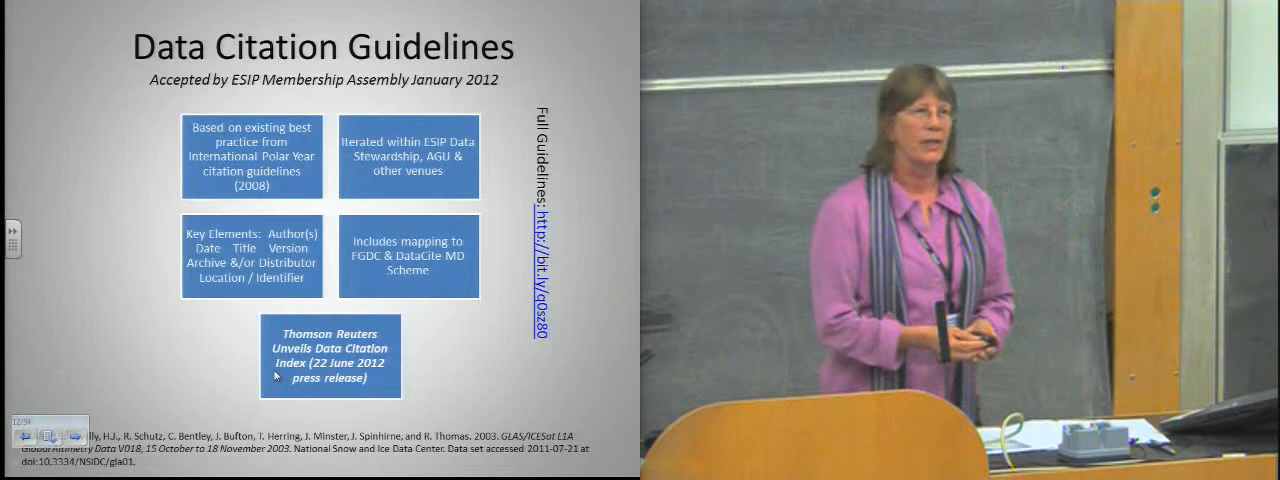 Data Citation Guidelines
Accepted by ESIP Membership Assembly January 2012
Based on existing best
practice from
International Polar Year
citation guidelines
(2008)
Iterated within ESIP Data
Stewardship, AGU &
other venues
Key Elements: Author(s)
Date Title Version
Archive &/or Distributor
Location / Identifier
Includes mapping to
FGDC & DataCite MD
Scheme
Thomson Reuters
Unveils Data Citation
Index (22 June 2012
press release)
Full Guidelines: http://bit.ly/q0sz80
12/34
H.J., R. Schutz, C. Bentley, J. Bufton, T. Herring, J. Minster, J. Spinhirne, and R. Thomas. 2003. GLAS/ICESat L1A
Global Altimetry Data V018, 15 October to 18 November 2003. National Snow and Ice Data Center. Data set accessed 2011-07-21 at
doi:10.3334/NSIDC/gla01.